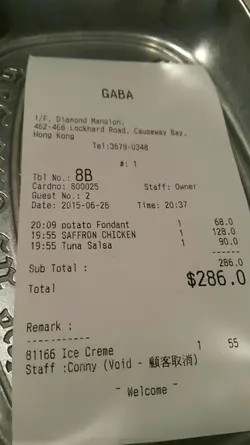 GABA
1/F, Diamond Mansion,
462-466 Lockhard Road, Causeway Bay,
Hong Kong
Tel:3679-0348
#: 1
Tbl No.: 8B
Cardno: 800025 Staff: Owner
Guest No.: 2
Date: 2015-06-26 Time: 20:37
20:09 potato Fondant 1 68.0
19:55 SAFFRON CHICKEN 1 128.0
19:55 Tuna Salsa 1 90.0
Sub Total : 286.0
Total $286.0
Remark :
81166 Ice Creme 1 55
Staff :Conny (Void - 顧客取消)
- Welcome -